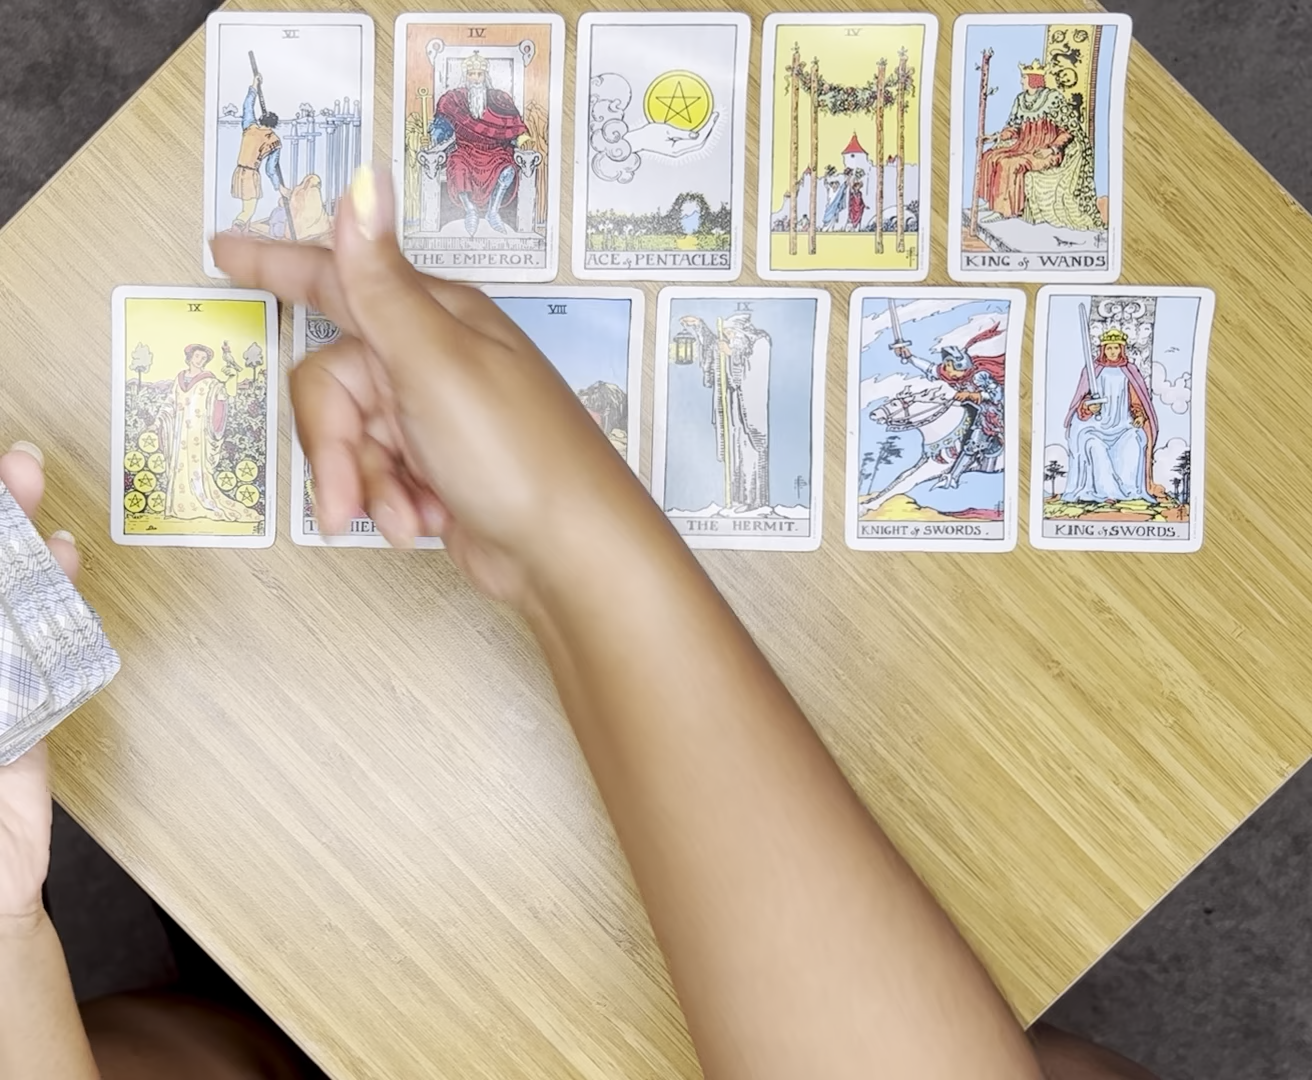 VI
IV
IV
THE EMPEROR.
ACE of PENTACLES.
KING of WANDS
IX
VIII
IX
THE HERMIT.
KNIGHT of SWORDS.
KING of SWORDS.